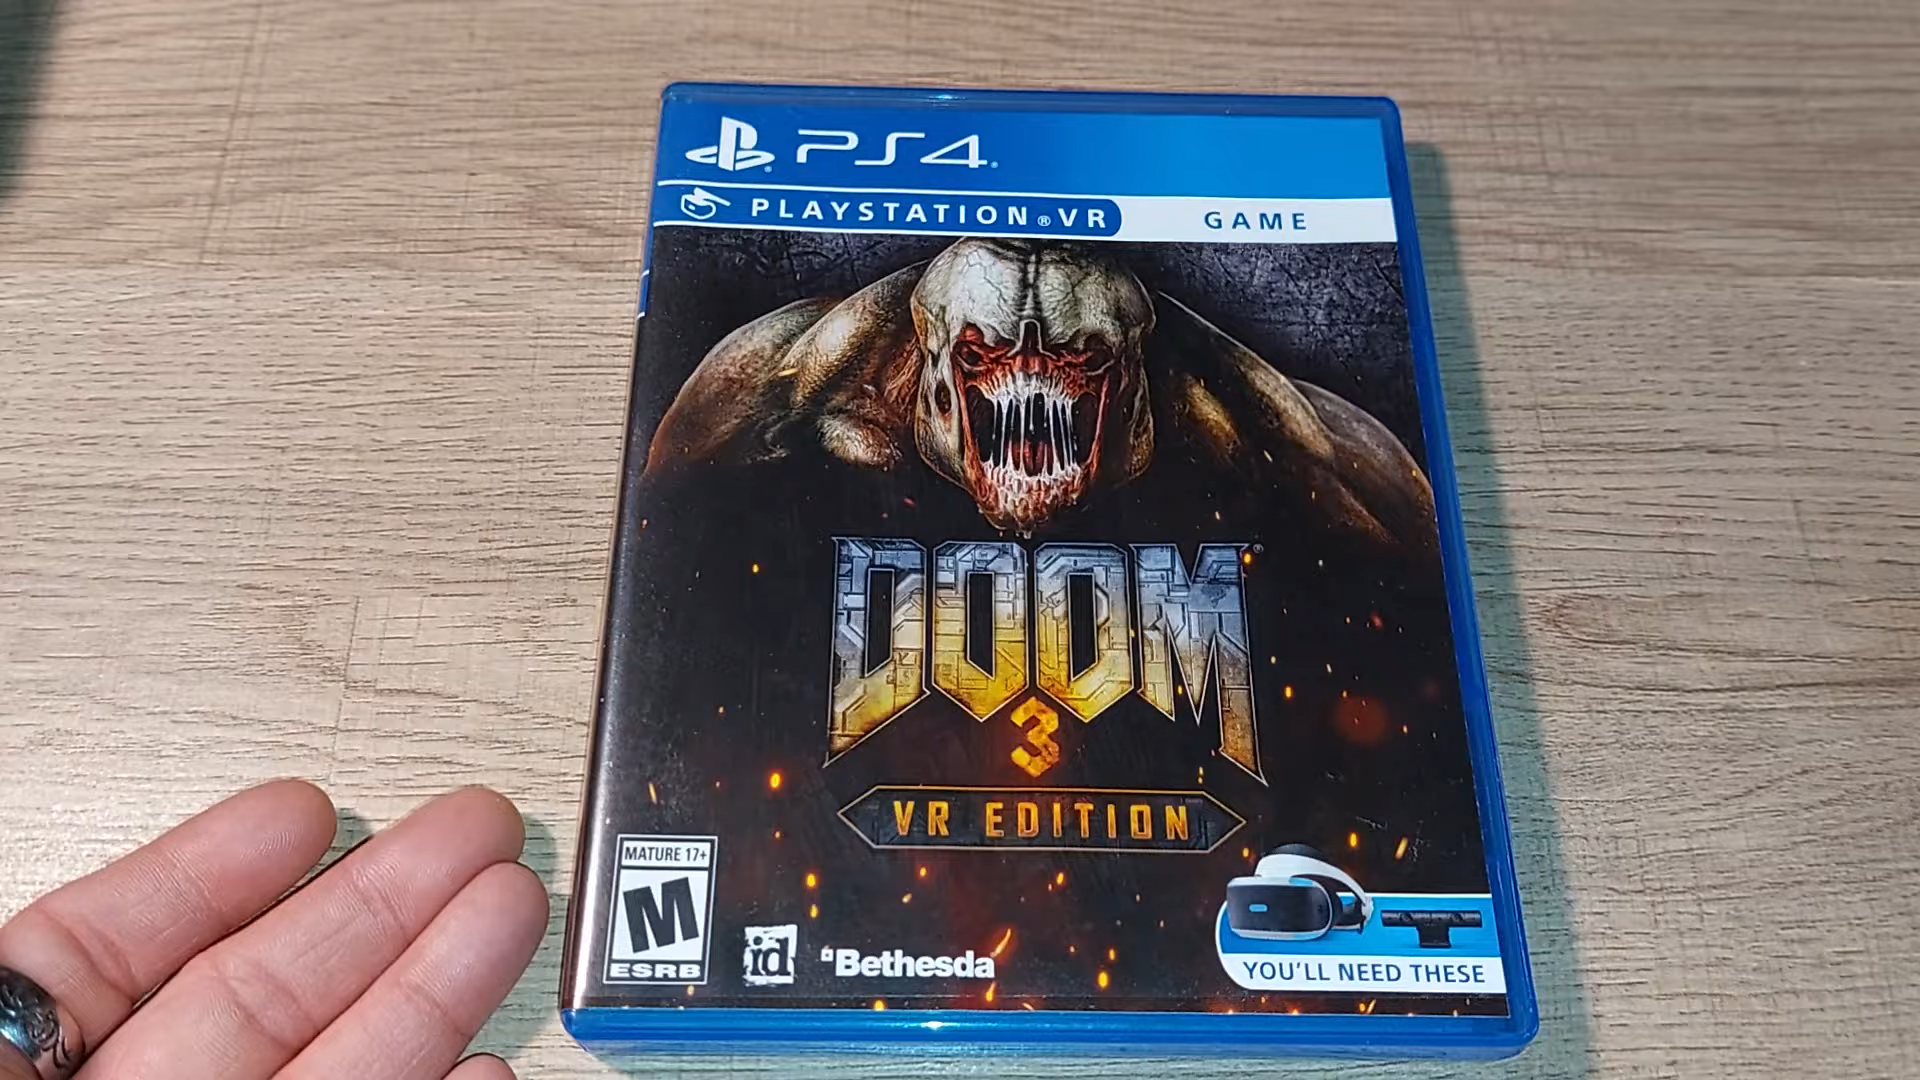 PS4
PLAYSTATION®VR GAME
DOOM®
3
VR EDITION
MATURE 17+
M
ESRB
id
Bethesda
YOU'LL NEED THESE